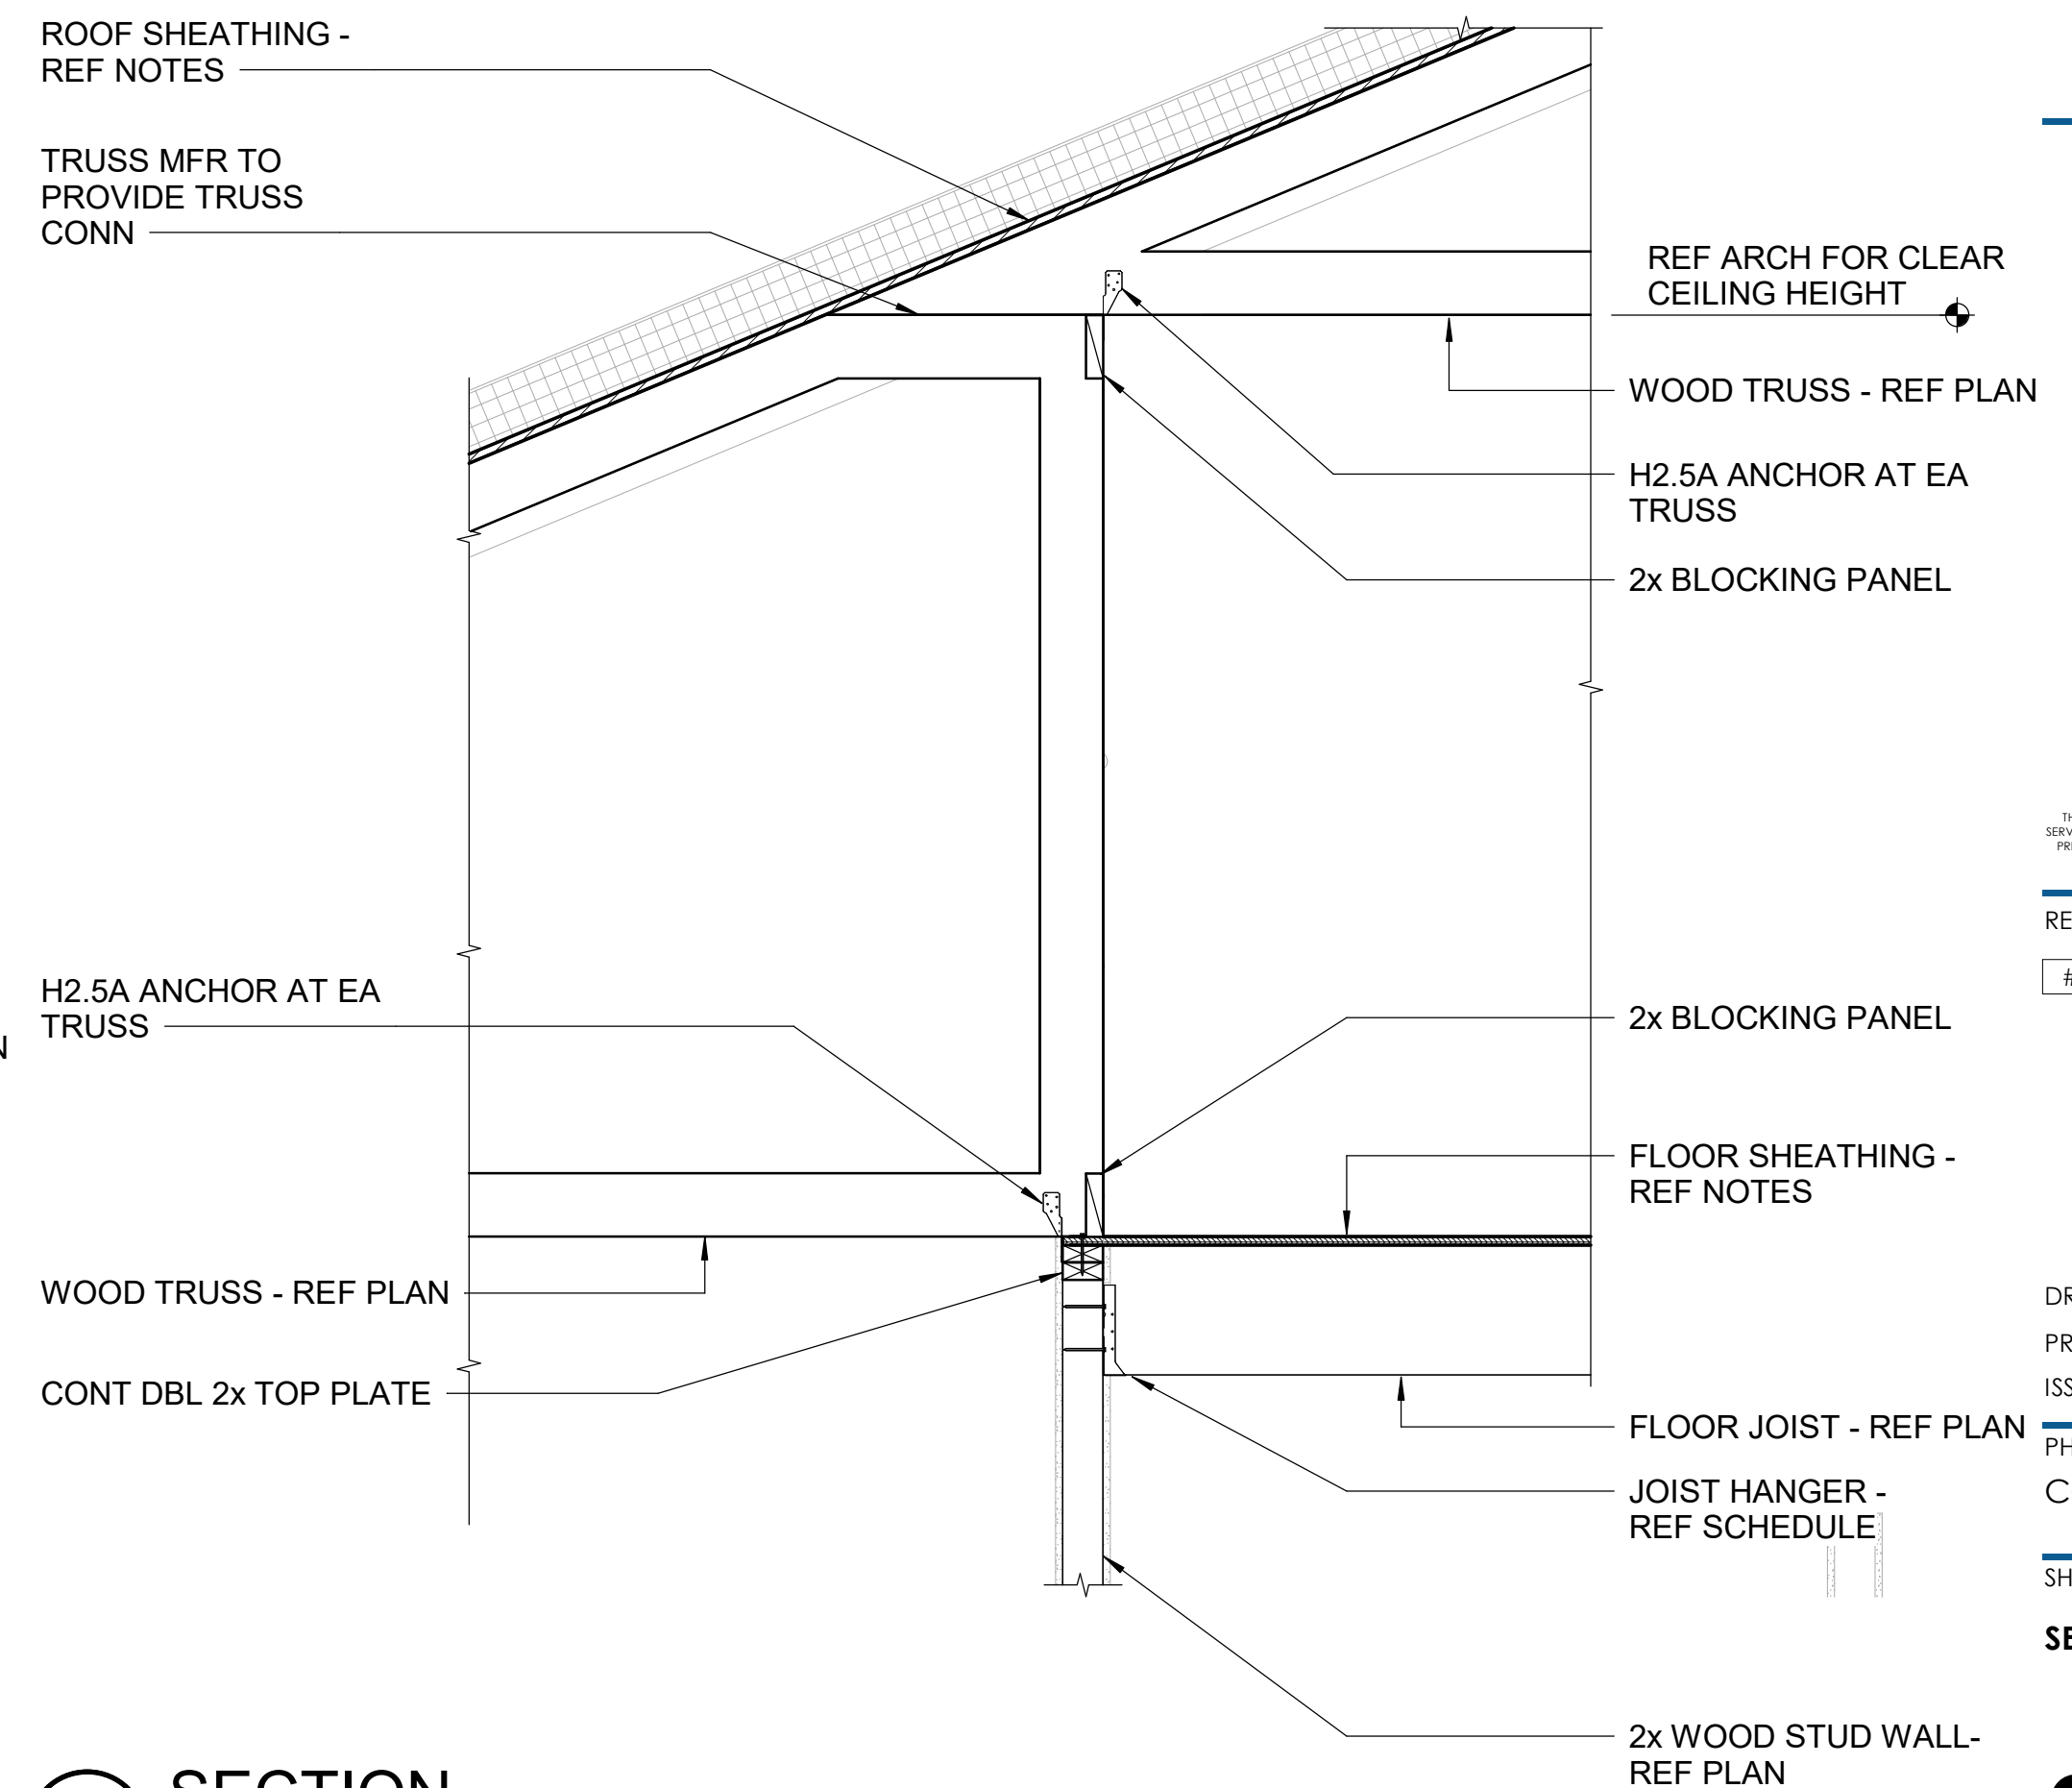 ROOF SHEATHING -
REF NOTES
TRUSS MFR TO
PROVIDE TRUSS
CONN
REF ARCH FOR CLEAR
CEILING HEIGHT
WOOD TRUSS - REF PLAN
H2.5A ANCHOR AT EA
TRUSS
2x BLOCKING PANEL
H2.5A ANCHOR AT EA
TRUSS
2x BLOCKING PANEL
FLOOR SHEATHING -
REF NOTES
WOOD TRUSS - REF PLAN
CONT DBL 2x TOP PLATE
FLOOR JOIST - REF PLAN
JOIST HANGER -
REF SCHEDULE
2x WOOD STUD WALL-
REF PLAN
SECTION
#